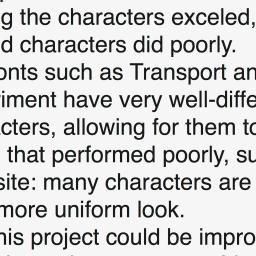 g the characters exceled,
d characters did poorly.
onts such as Transport an
iment have very well-diffe
cters, allowing for them to
that performed poorly, su
site: many characters are
more uniform look.
his project could be impro